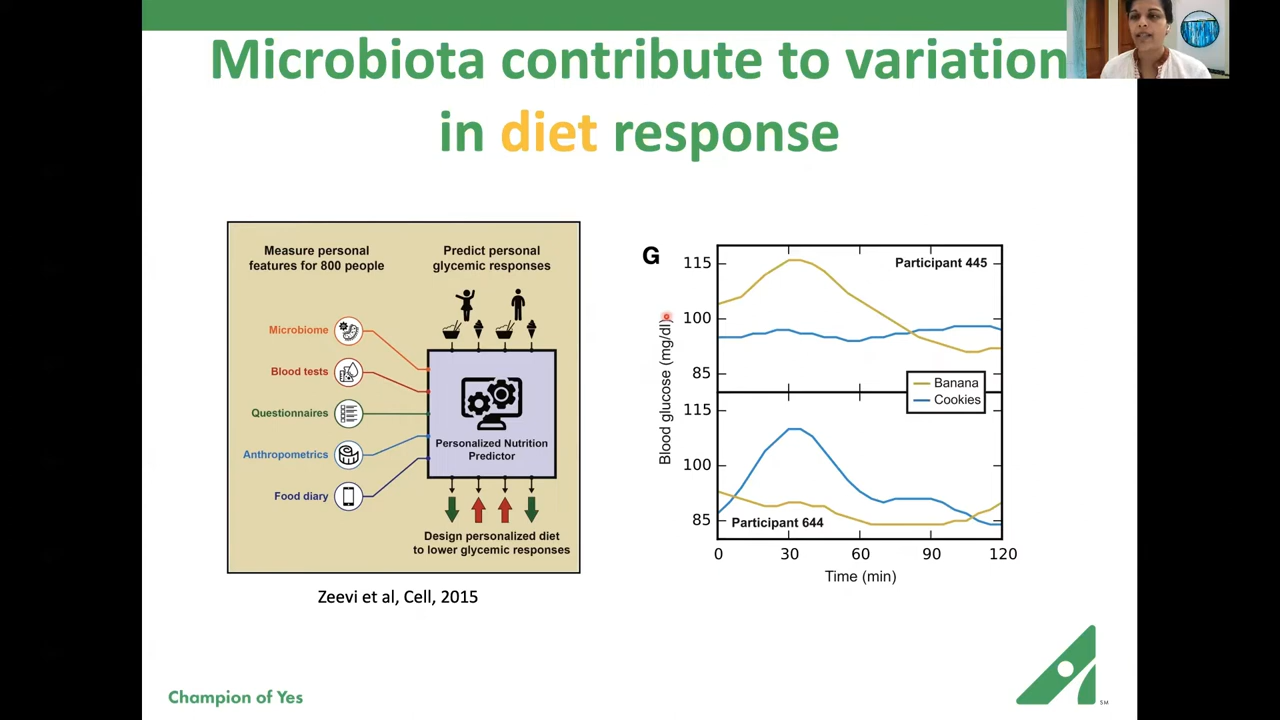 Microbiota contribute to variation
in diet response
Measure personal
features for 800 people
Predict personal
glycemic responses
Microbiome
Blood tests
Questionnaires
Anthropometrics
Food diary
Personalized Nutrition
Predictor
Design personalized diet
to lower glycemic responses
Zeevi et al, Cell, 2015
G
Blood glucose (mg/dl)
115
100
85
Participant 445
Banana
Cookies
115
100
85
Participant 644
0 30 60 90 120
Time (min)
Champion of Yes
SM